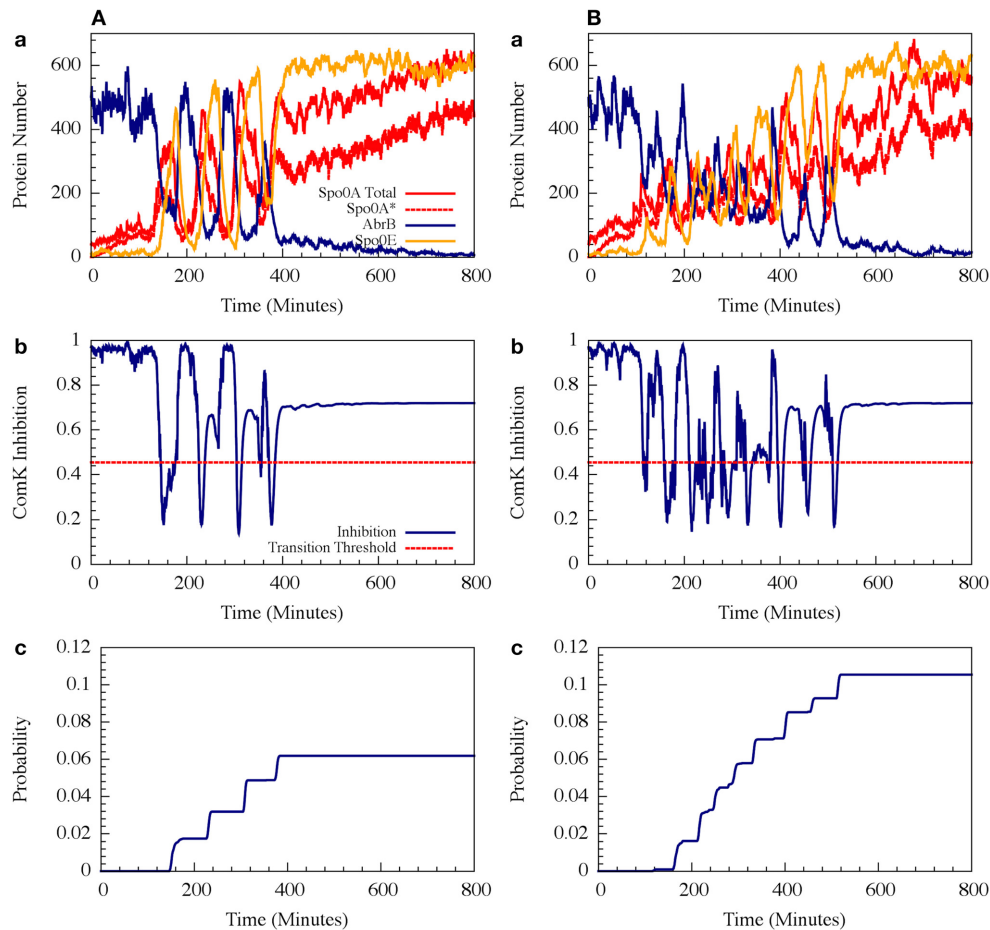 A
a
Protein Number
600
400
200
0
Spo0A Total
Spo0A*
AbrB
Spo0E
0 200 400 600 800
Time (Minutes)
b
ComK Inhibition
1
0.8
0.6
0.4
0.2
0
Inhibition
Transition Threshold
0 200 400 600 800
Time (Minutes)
c
Probability
0.12
0.1
0.08
0.06
0.04
0.02
0
0 200 400 600 800
Time (Minutes)
B
a
Protein Number
600
400
200
0
0 200 400 600 800
Time (Minutes)
b
ComK Inhibition
1
0.8
0.6
0.4
0.2
0
0 200 400 600 800
Time (Minutes)
c
Probability
0.12
0.1
0.08
0.06
0.04
0.02
0
0 200 400 600 800
Time (Minutes)